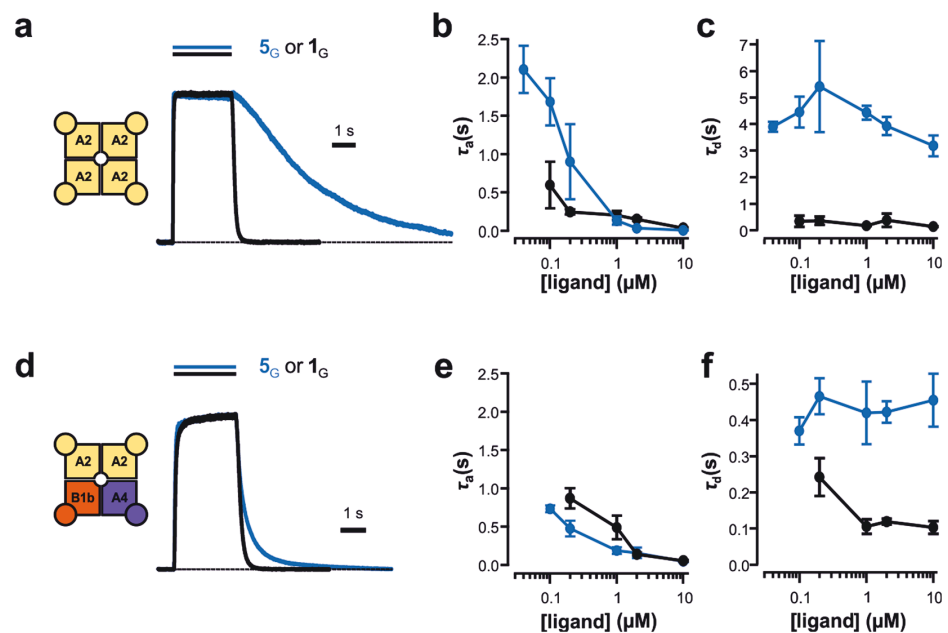 a
5G or 1G
A2 A2
A2 A2
1 s
b
τa(s)
2.5
2.0
1.5
1.0
0.5
0.0
0.1 1 10
[ligand] (µM)
c
τd(s)
7
6
5
4
3
2
1
0
0.1 1 10
[ligand] (µM)
d
5G or 1G
A2 A2
B1b A4
1 s
e
τa(s)
2.5
2.0
1.5
1.0
0.5
0.0
0.1 1 10
[ligand] (µM)
f
τd(s)
0.5
0.4
0.3
0.2
0.1
0.0
0.1 1 10
[ligand] (µM)